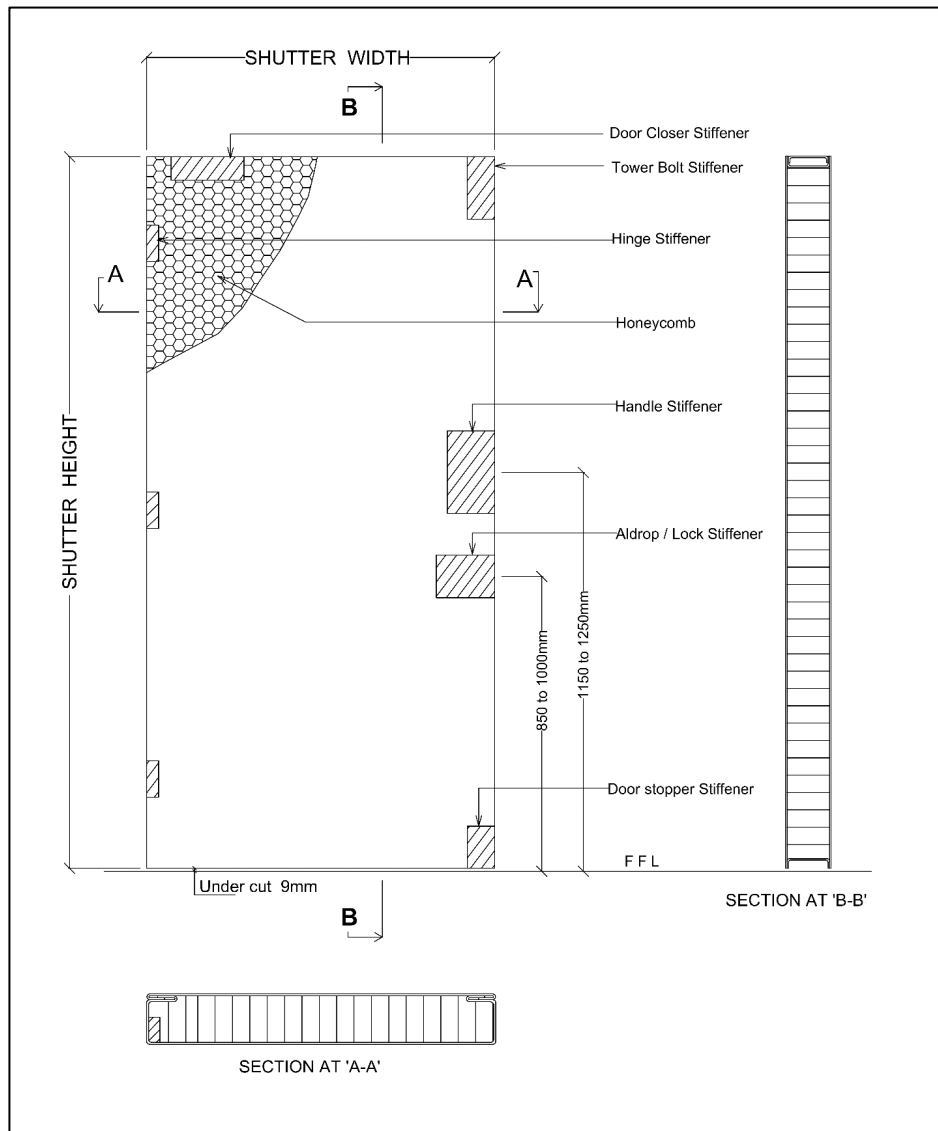 SHUTTER WIDTH
B
Door Closer Stiffener
Tower Bolt Stiffener
Hinge Stiffener
A
A
Honeycomb
Handle Stiffener
SHUTTER HEIGHT
Aldrop / Lock Stiffener
850 to 1000mm
1150 to 1250mm
Door stopper Stiffener
F F L
Under cut 9mm
B
SECTION AT 'B-B'
SECTION AT 'A-A'